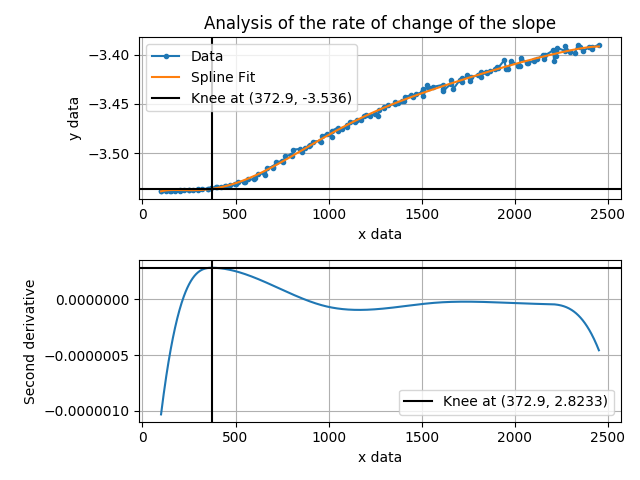 Analysis of the rate of change of the slope
Data
Spline Fit
Knee at (372.9, -3.536)
−3.40
−3.45
−3.50
y data
0 500 1000 1500 2000 2500
x data
0.0000000
−0.0000005
−0.0000010
Second derivative
Knee at (372.9, 2.8233)
0 500 1000 1500 2000 2500
x data